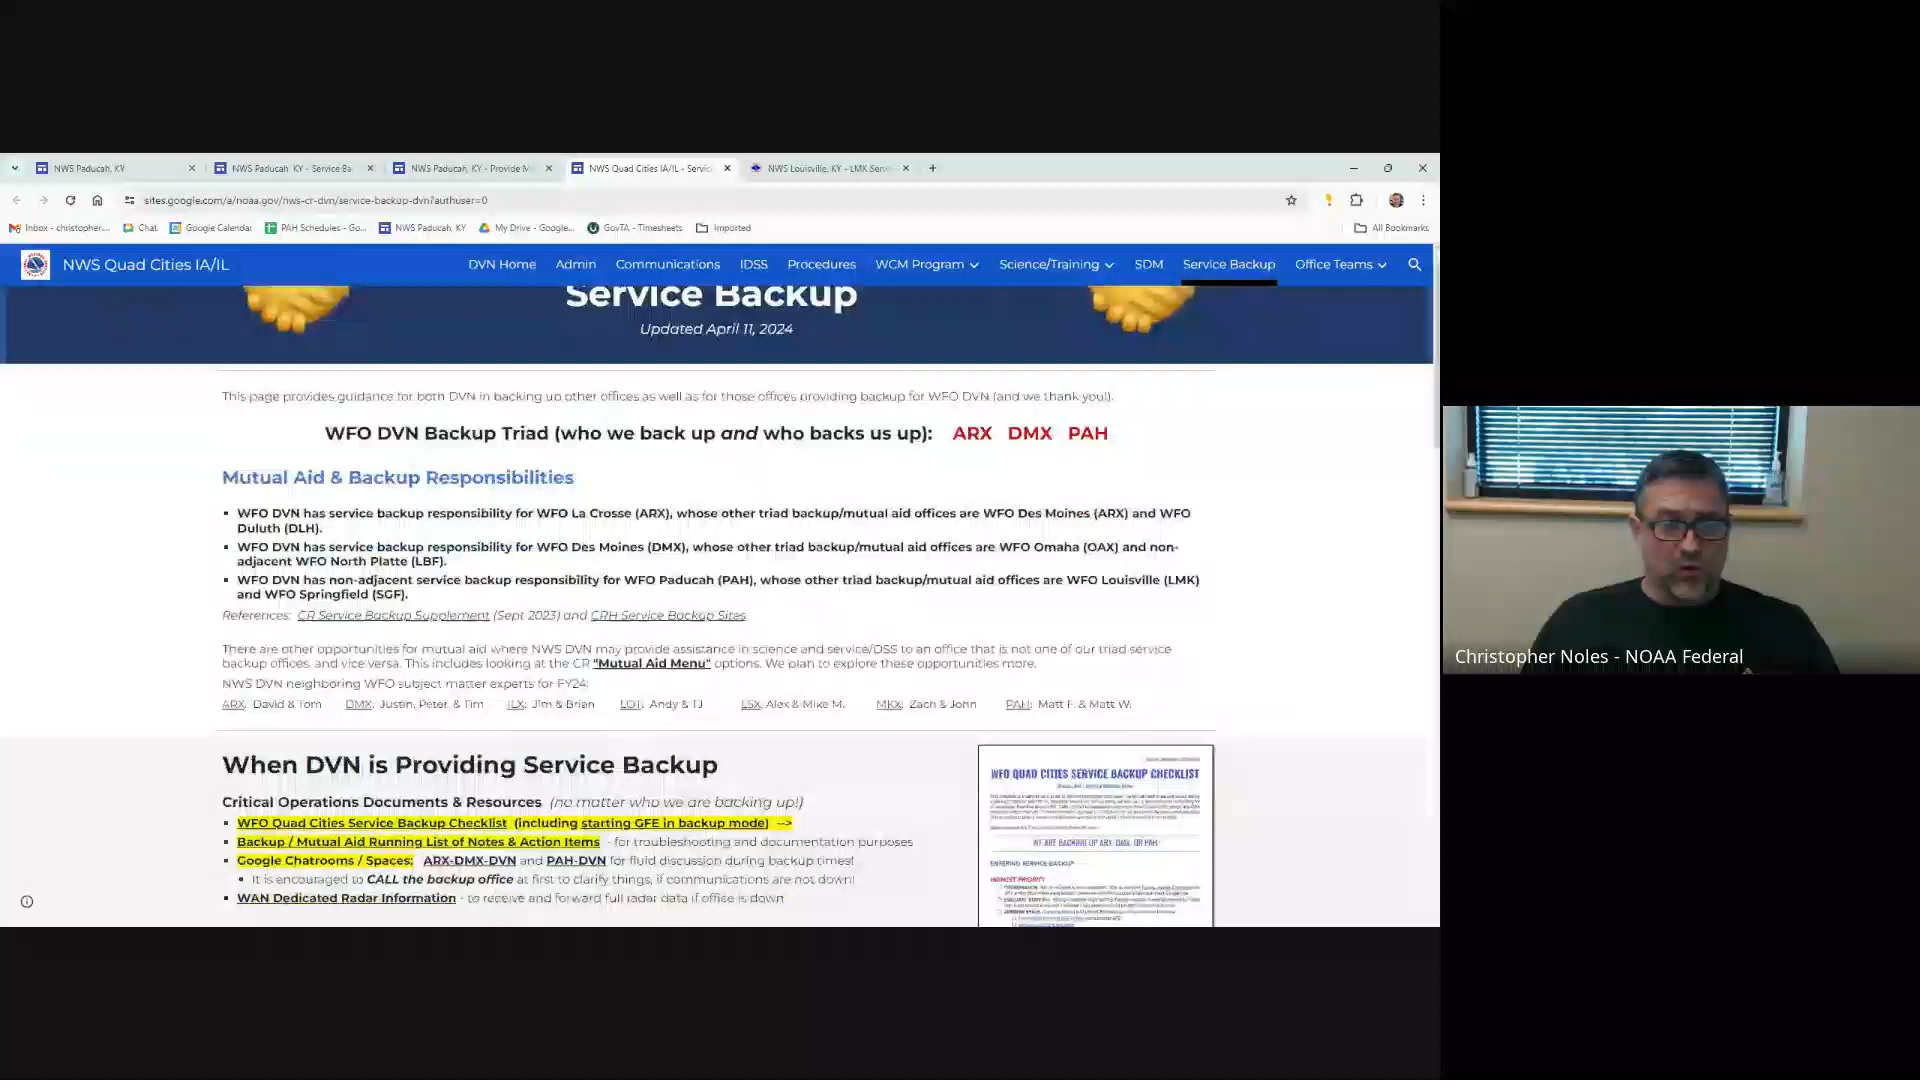 NWS Paducah, KY
NWS Paducah, KY - Service Ba
NWS Paducah, KY - Provide M
NWS Quad Cities IA/IL - Servic
NWS Louisville, KY - LMK Serv
sites.google.com/a/noaa.gov/nws-cr-dvn/service-backup-dvn?authuser=0
Inbox - christopher....
Chat
Google Calendar
PAH Schedules - Go...
NWS Paducah, KY
My Drive - Google...
GovTA - Timesheets
Imported
All Bookmarks
NWS Quad Cities IA/IL
DVN Home
Admin
Communications
IDSS
Procedures
WCM Program
Science/Training
SDM
Service Backup
Office Teams
Service Backup
Updated April 11, 2024
This page provides guidance for both DVN in backing up other offices as well as for those offices providing backup for WFO DVN (and we thank you!).
WFO DVN Backup Triad (who we back up and who backs us up): ARX DMX PAH
Mutual Aid & Backup Responsibilities
WFO DVN has service backup responsibility for WFO La Crosse (ARX), whose other triad backup/mutual aid offices are WFO Des Moines (ARX) and WFO
Duluth (DLH).
WFO DVN has service backup responsibility for WFO Des Moines (DMX), whose other triad backup/mutual aid offices are WFO Omaha (OAX) and non-
adjacent WFO North Platte (LBF).
WFO DVN has non-adjacent service backup responsibility for WFO Paducah (PAH), whose other triad backup/mutual aid offices are WFO Louisville (LMK)
and WFO Springfield (SGF).
References: CR Service Backup Supplement (Sept 2023) and CRH Service Backup Sites
There are other opportunities for mutual aid where NWS DVN may provide assistance in science and service/DSS to an office that is not one of our triad service
backup offices, and vice versa. This includes looking at the CR "Mutual Aid Menu" options. We plan to explore these opportunities more.
NWS DVN neighboring WFO subject matter experts for FY24:
ARX: David & Tom DMX: Justin, Peter, & Tim ILX: Jim & Brian LOT: Andy & TJ LSX: Alex & Mike M. MKX: Zach & John PAH: Matt F. & Matt W.
When DVN is Providing Service Backup
Critical Operations Documents & Resources (no matter who we are backing up!)
WFO Quad Cities Service Backup Checklist (including starting GFE in backup mode) -->
Backup / Mutual Aid Running List of Notes & Action Items - for troubleshooting and documentation purposes
Google Chatrooms / Spaces: ARX-DMX-DVN and PAH-DVN for fluid discussion during backup times!
It is encouraged to CALL the backup office at first to clarify things, if communications are not down!
WAN Dedicated Radar Information - to receive and forward full radar data if office is down
WFO QUAD CITIES SERVICE BACKUP CHECKLIST
WE ARE BACKING UP ARX, DMX, OR PAH
ENTERING SERVICE BACKUP
HIGHEST PRIORITY
Christopher Noles - NOAA Federal